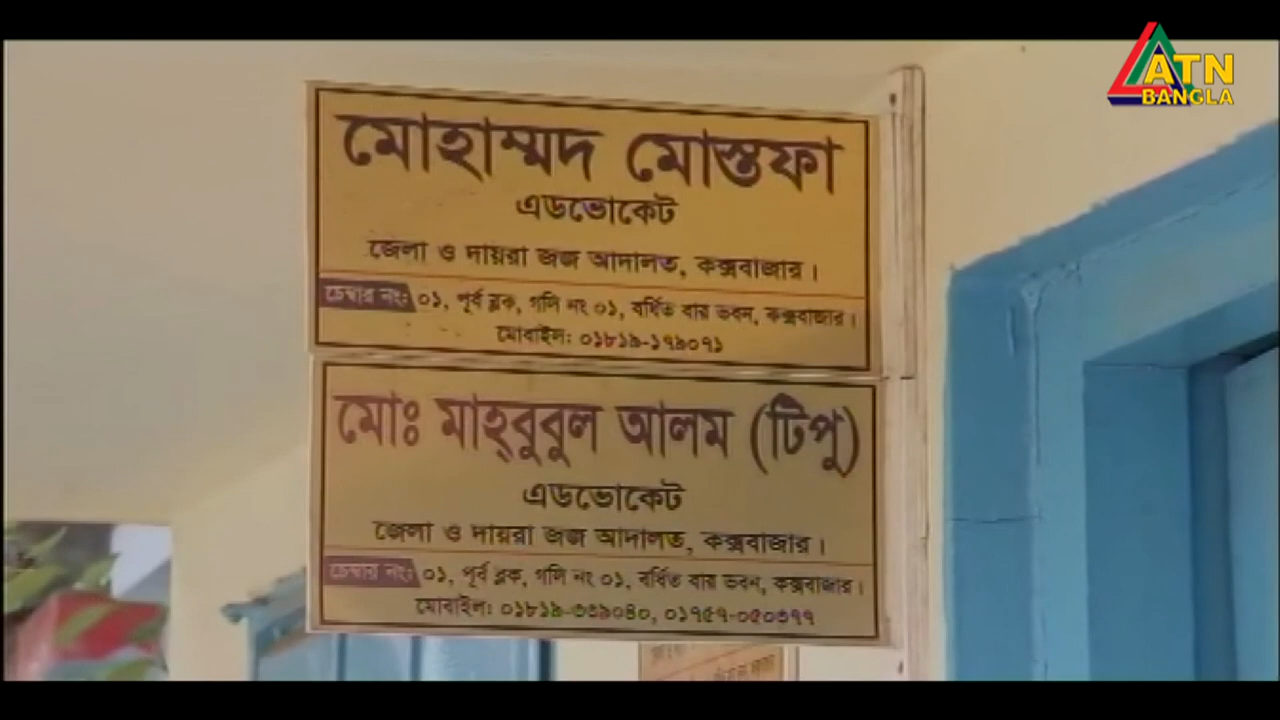 ATN
BANGLA
মোহাম্মদ মোস্তফা
এডভোকেট
জেলা ও দায়রা জজ আদালত, কক্সবাজার।
চেম্বার নং: ০১, পূর্ব ব্লক, গলি নং ০১, বর্ধিত বার ভবন, কক্সবাজার।
মোবাইল: ০১৮১৯-১৭৯০৭১
মোঃ মাহ্বুবুল আলম (টিপু)
এডভোকেট
জেলা ও দায়রা জজ আদালত, কক্সবাজার।
চেম্বার নং: ০১, পূর্ব ব্লক, গলি নং ০১, বর্ধিত বার ভবন, কক্সবাজার।
মোবাইল: ০১৮১৯-৩৩৯০৪০, ০১৭৫৭-০৫০৩৭৭